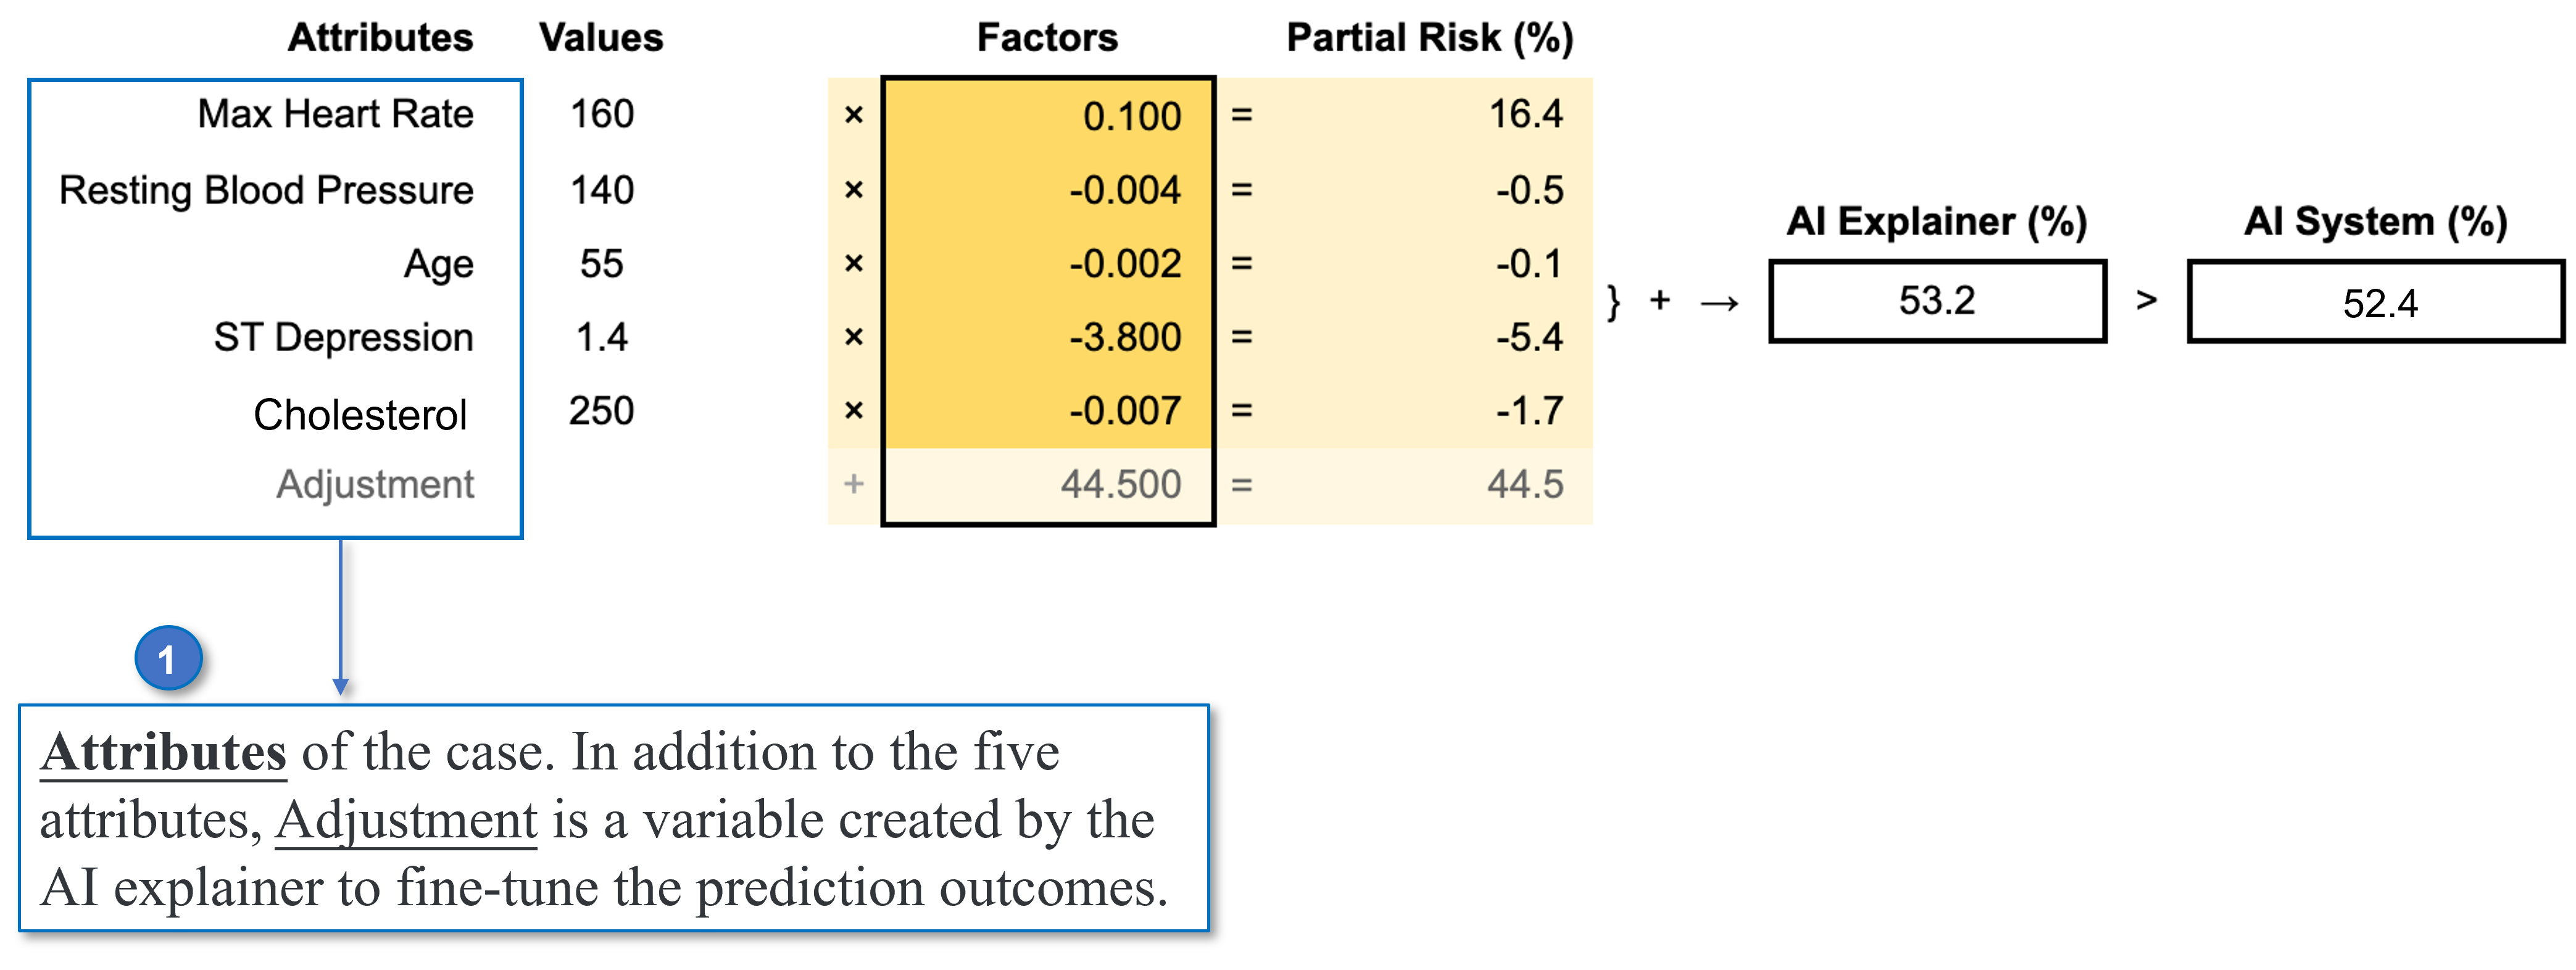 Attributes Values Factors Partial Risk (%)
Max Heart Rate 160 × 0.100 = 16.4
Resting Blood Pressure 140 × -0.004 = -0.5
AI Explainer (%) AI System (%)
Age 55 × -0.002 = -0.1
} + → 53.2 > 52.4
ST Depression 1.4 × -3.800 = -5.4
Cholesterol 250 × -0.007 = -1.7
Adjustment + 44.500 = 44.5
1
Attributes of the case. In addition to the five
attributes, Adjustment is a variable created by the
AI explainer to fine-tune the prediction outcomes.